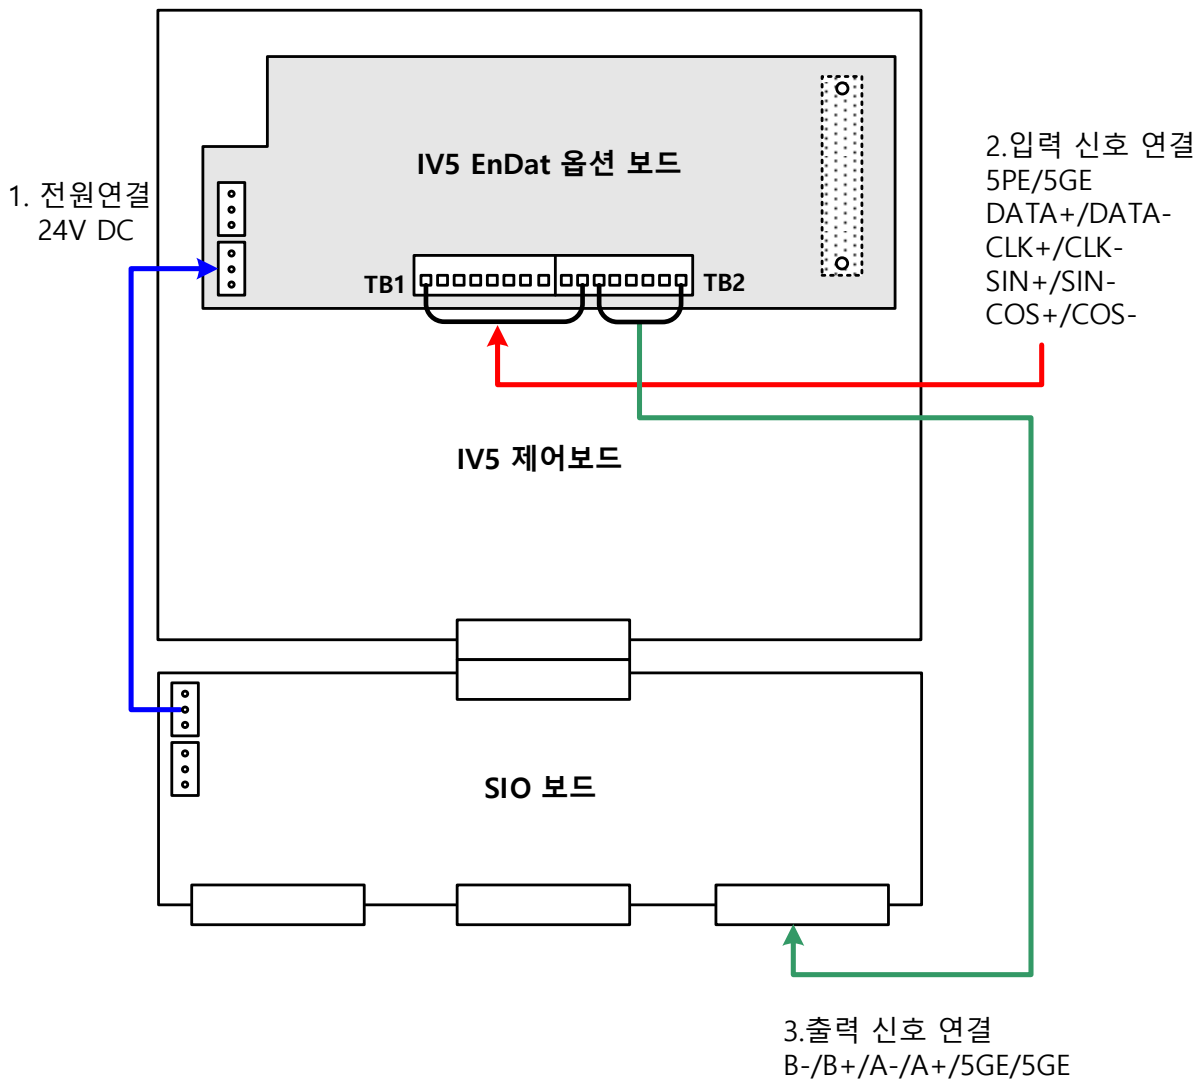 IV5 EnDat 옵션 보드
1. 전원연결
24V DC
TB1
TB2
2.입력 신호 연결
5PE/5GE
DATA+/DATA-
CLK+/CLK-
SIN+/SIN-
COS+/COS-
IV5 제어보드
SIO 보드
3.출력 신호 연결
B-/B+/A-/A+/5GE/5GE